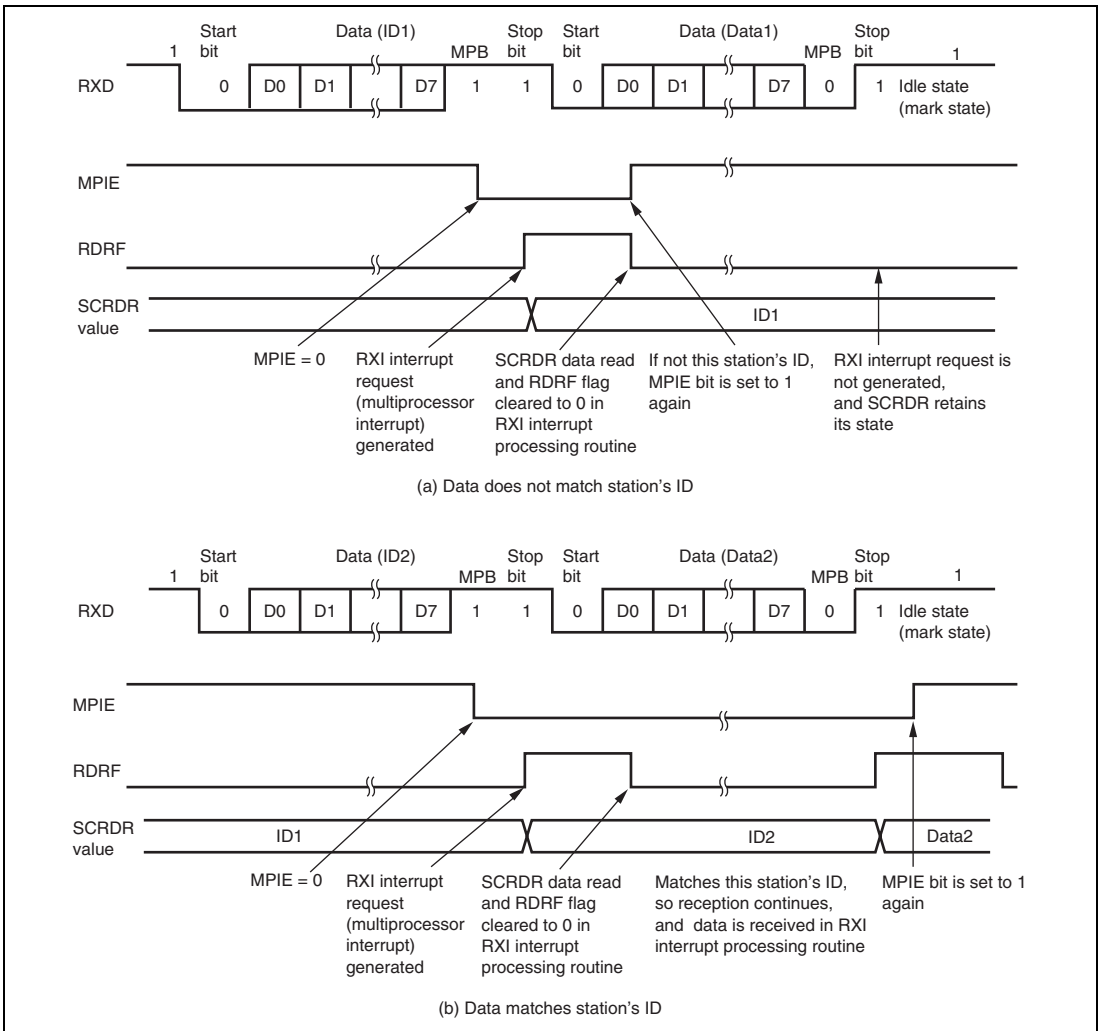 Start bit
Data (ID1)
Stop bit
Start bit
Data (Data1)
Stop bit
1
MPB
MPB
1
RXD
0
D0
D1
D7
1
1
0
D0
D1
D7
0
1
Idle state
(mark state)
MPIE
RDRF
SCRDR
value
ID1
MPIE = 0
RXI interrupt
request
(multiprocessor
interrupt)
generated
SCRDR data read
and RDRF flag
cleared to 0 in
RXI interrupt
processing routine
If not this station's ID,
MPIE bit is set to 1
again
RXI interrupt request is
not generated,
and SCRDR retains
its state
(a) Data does not match station's ID
Start bit
Data (ID2)
Stop bit
Start bit
Data (Data2)
Stop bit
1
MPB
MPB
1
RXD
0
D0
D1
D7
1
1
0
D0
D1
D7
0
1
Idle state
(mark state)
MPIE
RDRF
SCRDR
value
ID1
ID2
Data2
MPIE = 0
RXI interrupt
request
(multiprocessor
interrupt)
generated
SCRDR data read
and RDRF flag
cleared to 0 in
RXI interrupt
processing routine
Matches this station's ID,
so reception continues,
and data is received in RXI
interrupt processing routine
MPIE bit is set to 1
again
(b) Data matches station's ID